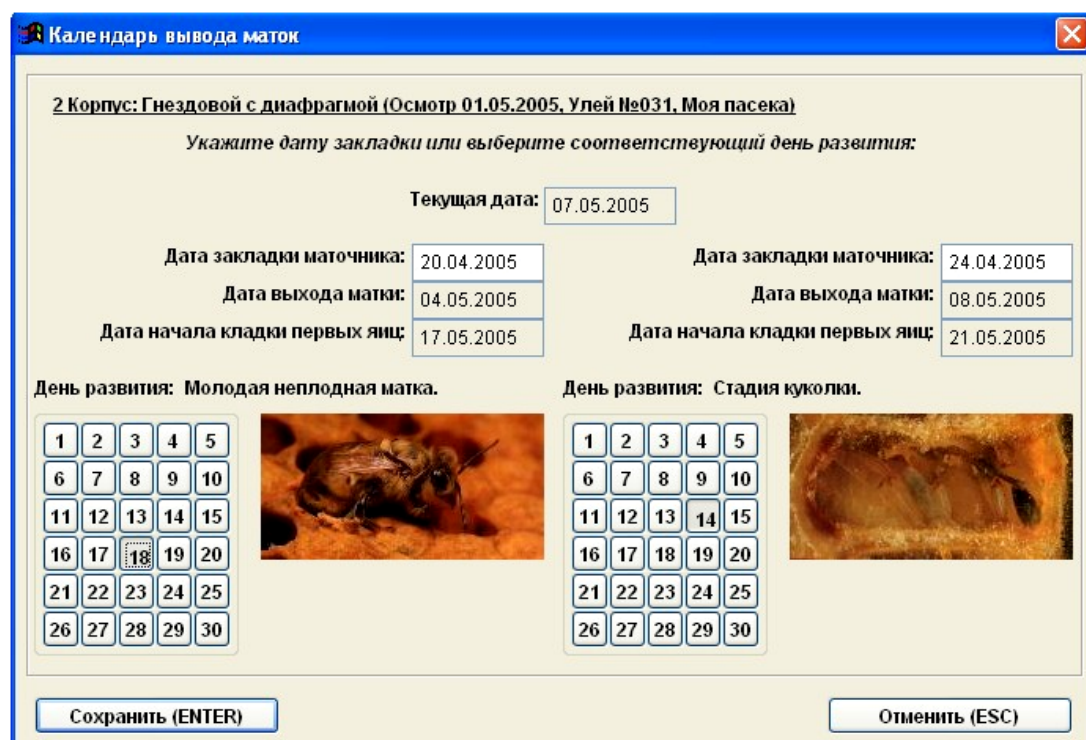 Календарь вывода маток
2 Корпус: Гнездовой с диафрагмой (Осмотр 01.05.2005, Улей №031, Моя пасека)
Укажите дату закладки или выберите соответствующий день развития:
Текущая дата: 07.05.2005
Дата закладки маточника: 20.04.2005
Дата выхода матки: 04.05.2005
Дата начала кладки первых яиц: 17.05.2005
Дата закладки маточника: 24.04.2005
Дата выхода матки: 08.05.2005
Дата начала кладки первых яиц: 21.05.2005
День развития: Молодая неплодная матка.
1 2 3 4 5
6 7 8 9 10
11 12 13 14 15
16 17 18 19 20
21 22 23 24 25
26 27 28 29 30
День развития: Стадия куколки.
1 2 3 4 5
6 7 8 9 10
11 12 13 14 15
16 17 18 19 20
21 22 23 24 25
26 27 28 29 30
Сохранить (ENTER)
Отменить (ESC)